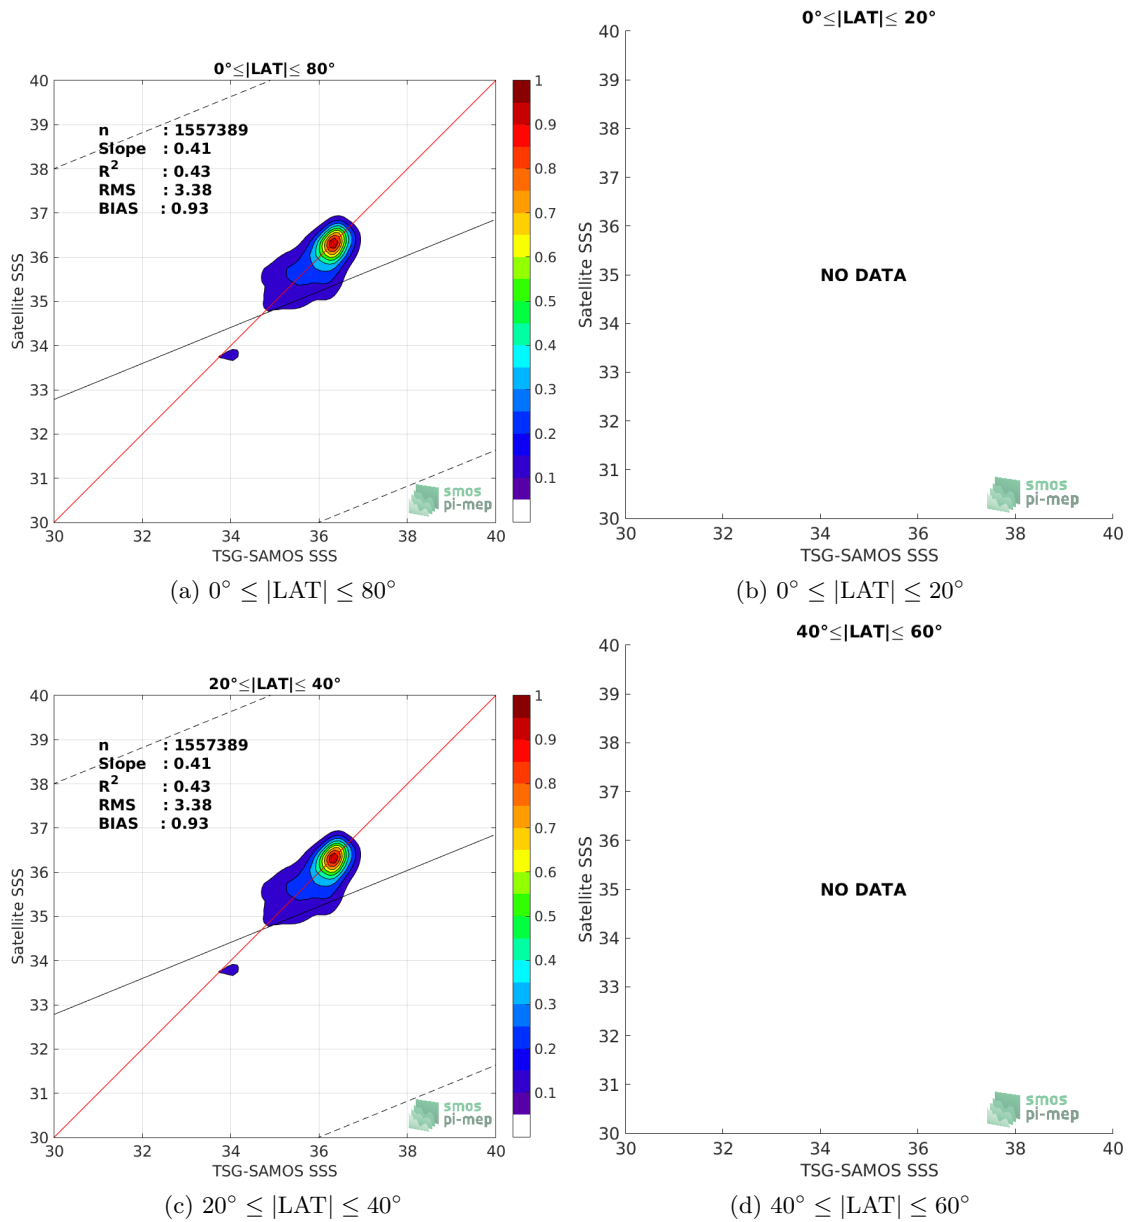 0°≤|LAT|≤ 80°
n : 1557389
Slope : 0.41
R² : 0.43
RMS : 3.38
BIAS : 0.93
40
39
38
37
36
35
34
33
32
31
30
Satellite SSS
30 32 34 36 38 40
TSG-SAMOS SSS
1
0.9
0.8
0.7
0.6
0.5
0.4
0.3
0.2
0.1
smos
pi-mep
(a) 0° ≤ |LAT| ≤ 80°
0°≤|LAT|≤ 20°
40
39
38
37
36
35
34
33
32
31
30
Satellite SSS
NO DATA
smos
pi-mep
30 32 34 36 38 40
TSG-SAMOS SSS
(b) 0° ≤ |LAT| ≤ 20°
20°≤|LAT|≤ 40°
n : 1557389
Slope : 0.41
R² : 0.43
RMS : 3.38
BIAS : 0.93
40
39
38
37
36
35
34
33
32
31
30
Satellite SSS
30 32 34 36 38 40
TSG-SAMOS SSS
1
0.9
0.8
0.7
0.6
0.5
0.4
0.3
0.2
0.1
smos
pi-mep
(c) 20° ≤ |LAT| ≤ 40°
40°≤|LAT|≤ 60°
40
39
38
37
36
35
34
33
32
31
30
Satellite SSS
NO DATA
smos
pi-mep
30 32 34 36 38 40
TSG-SAMOS SSS
(d) 40° ≤ |LAT| ≤ 60°